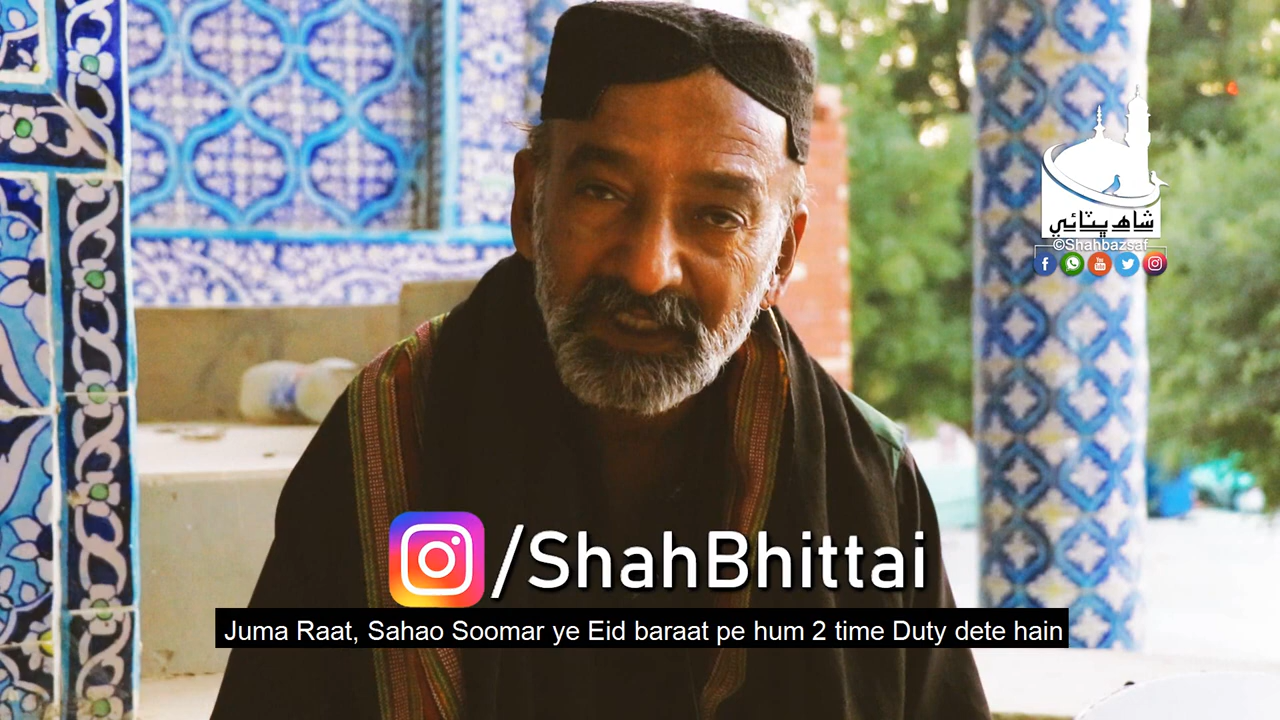 شاھ ڀٽائي
©Shahbazsaf
/ShahBhittai
Juma Raat, Sahao Soomar ye Eid baraat pe hum 2 time Duty dete hain